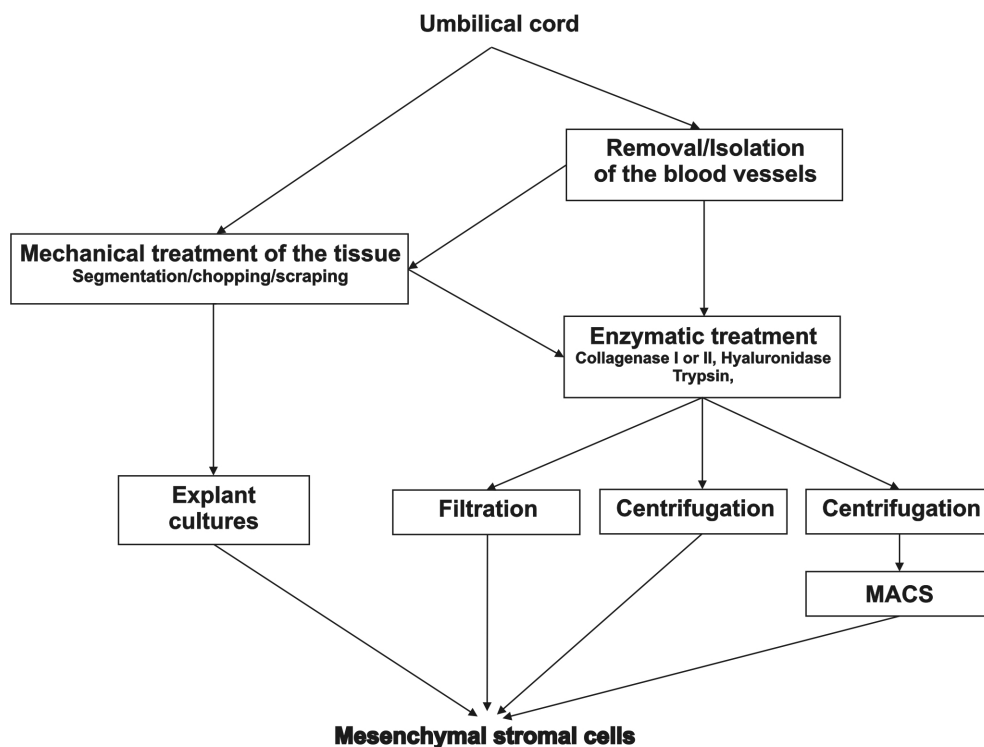 Umbilical cord
Removal/Isolation
of the blood vessels
Mechanical treatment of the tissue
Segmentation/chopping/scraping
Enzymatic treatment
Collagenase I or II, Hyaluronidase
Trypsin,
Explant
cultures
Filtration
Centrifugation
Centrifugation
MACS
Mesenchymal stromal cells